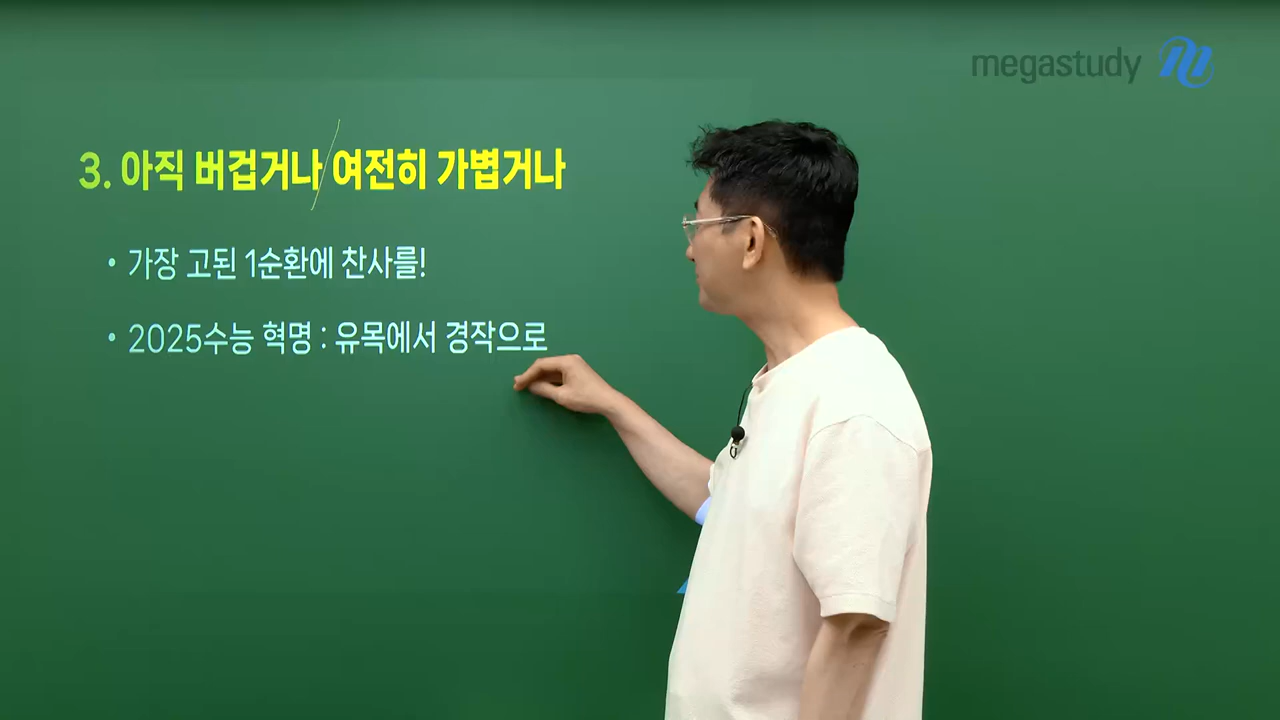 megastudy
3. 아직 버겁거나 여전히 가볍거나
• 가장 고된 1순환에 찬사를!
• 2025수능 혁명 : 유목에서 경작으로